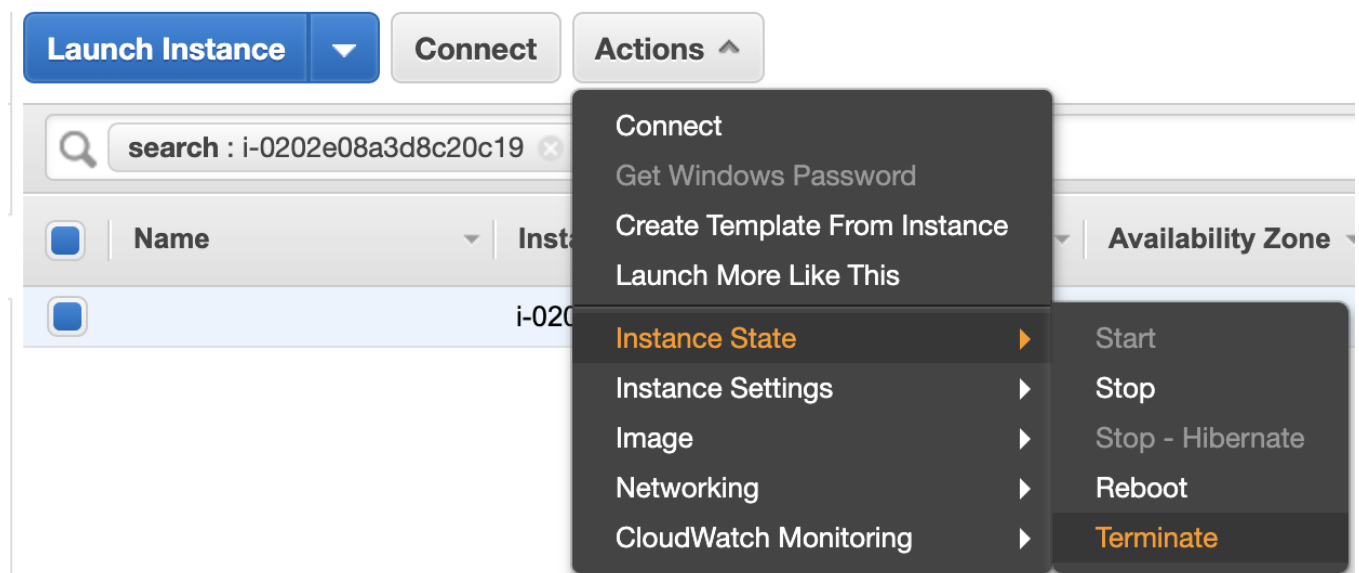 Launch Instance
Connect
Actions
search : i-0202e08a3d8c20c19
Name
Availability Zone
Connect
Get Windows Password
Create Template From Instance
Launch More Like This
Instance State
Instance Settings
Image
Networking
CloudWatch Monitoring
Start
Stop
Stop - Hibernate
Reboot
Terminate